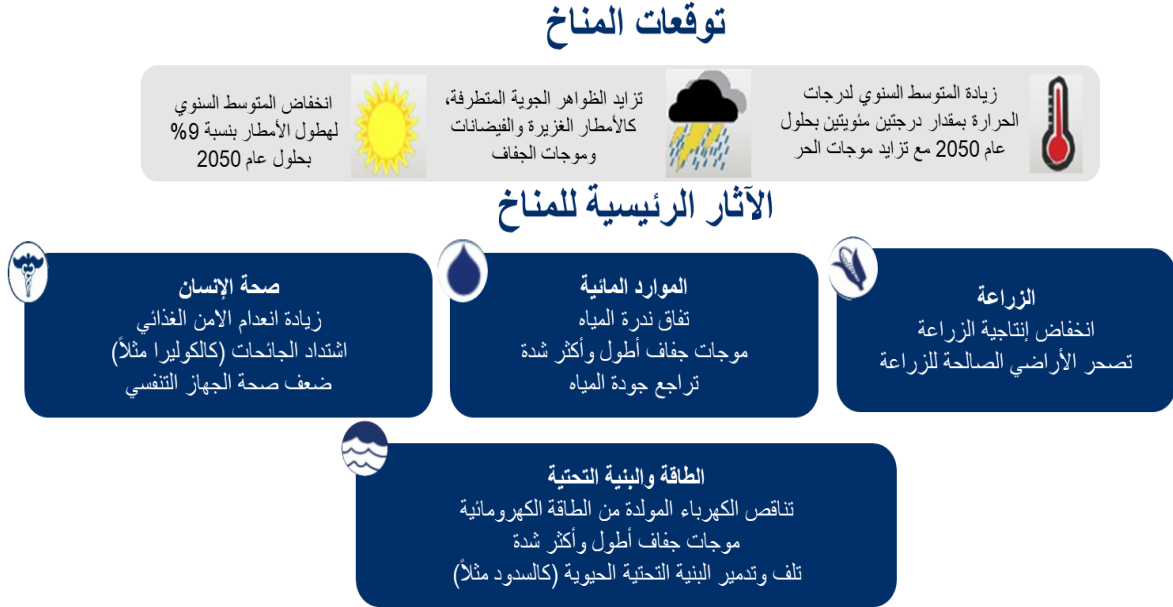 توقعات المناخ
زيادة المتوسط السنوي لدرجات
الحرارة بمقدار درجتين مئويتين بحلول
عام 2050 مع تزايد موجات الحر
تزايد الظواهر الجوية المتطرفة،
كالأمطار الغزيرة والفيضانات
وموجات الجفاف
انخفاض المتوسط السنوي
لهطول الأمطار بنسبة 9%
بحلول عام 2050
الآثار الرئيسية للمناخ
الزراعة
انخفاض إنتاجية الزراعة
تصحر الأراضي الصالحة للزراعة
الموارد المائية
تفاق ندرة المياه
موجات جفاف أطول وأكثر شدة
تراجع جودة المياه
صحة الإنسان
زيادة انعدام الامن الغذائي
اشتداد الجائحات (كالكوليرا مثلاً)
ضعف صحة الجهاز التنفسي
الطاقة والبنية التحتية
تناقص الكهرباء المولدة من الطاقة الكهرومائية
موجات جفاف أطول وأكثر شدة
تلف وتدمير البنية التحتية الحيوية (كالسدود مثلاً)